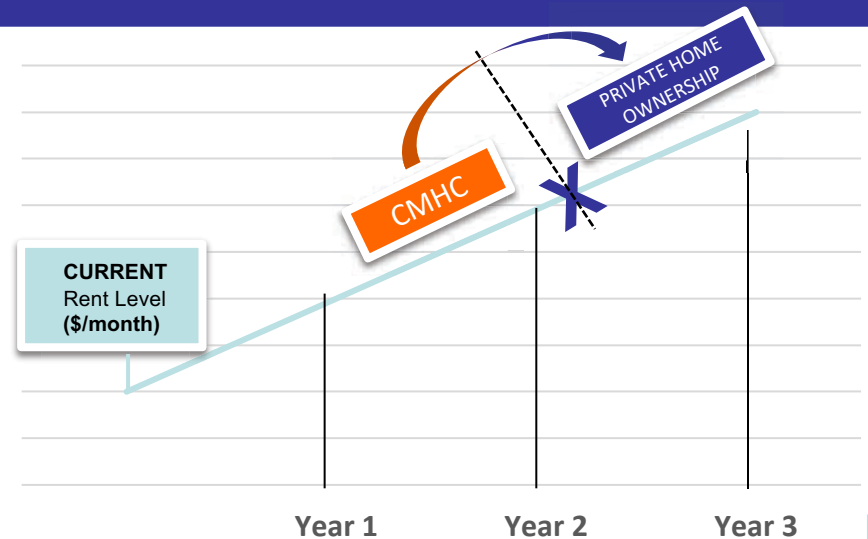 PRIVATE HOME
OWNERSHIP
CMHC
CURRENT
Rent Level
($/month)
Year 1
Year 2
Year 3